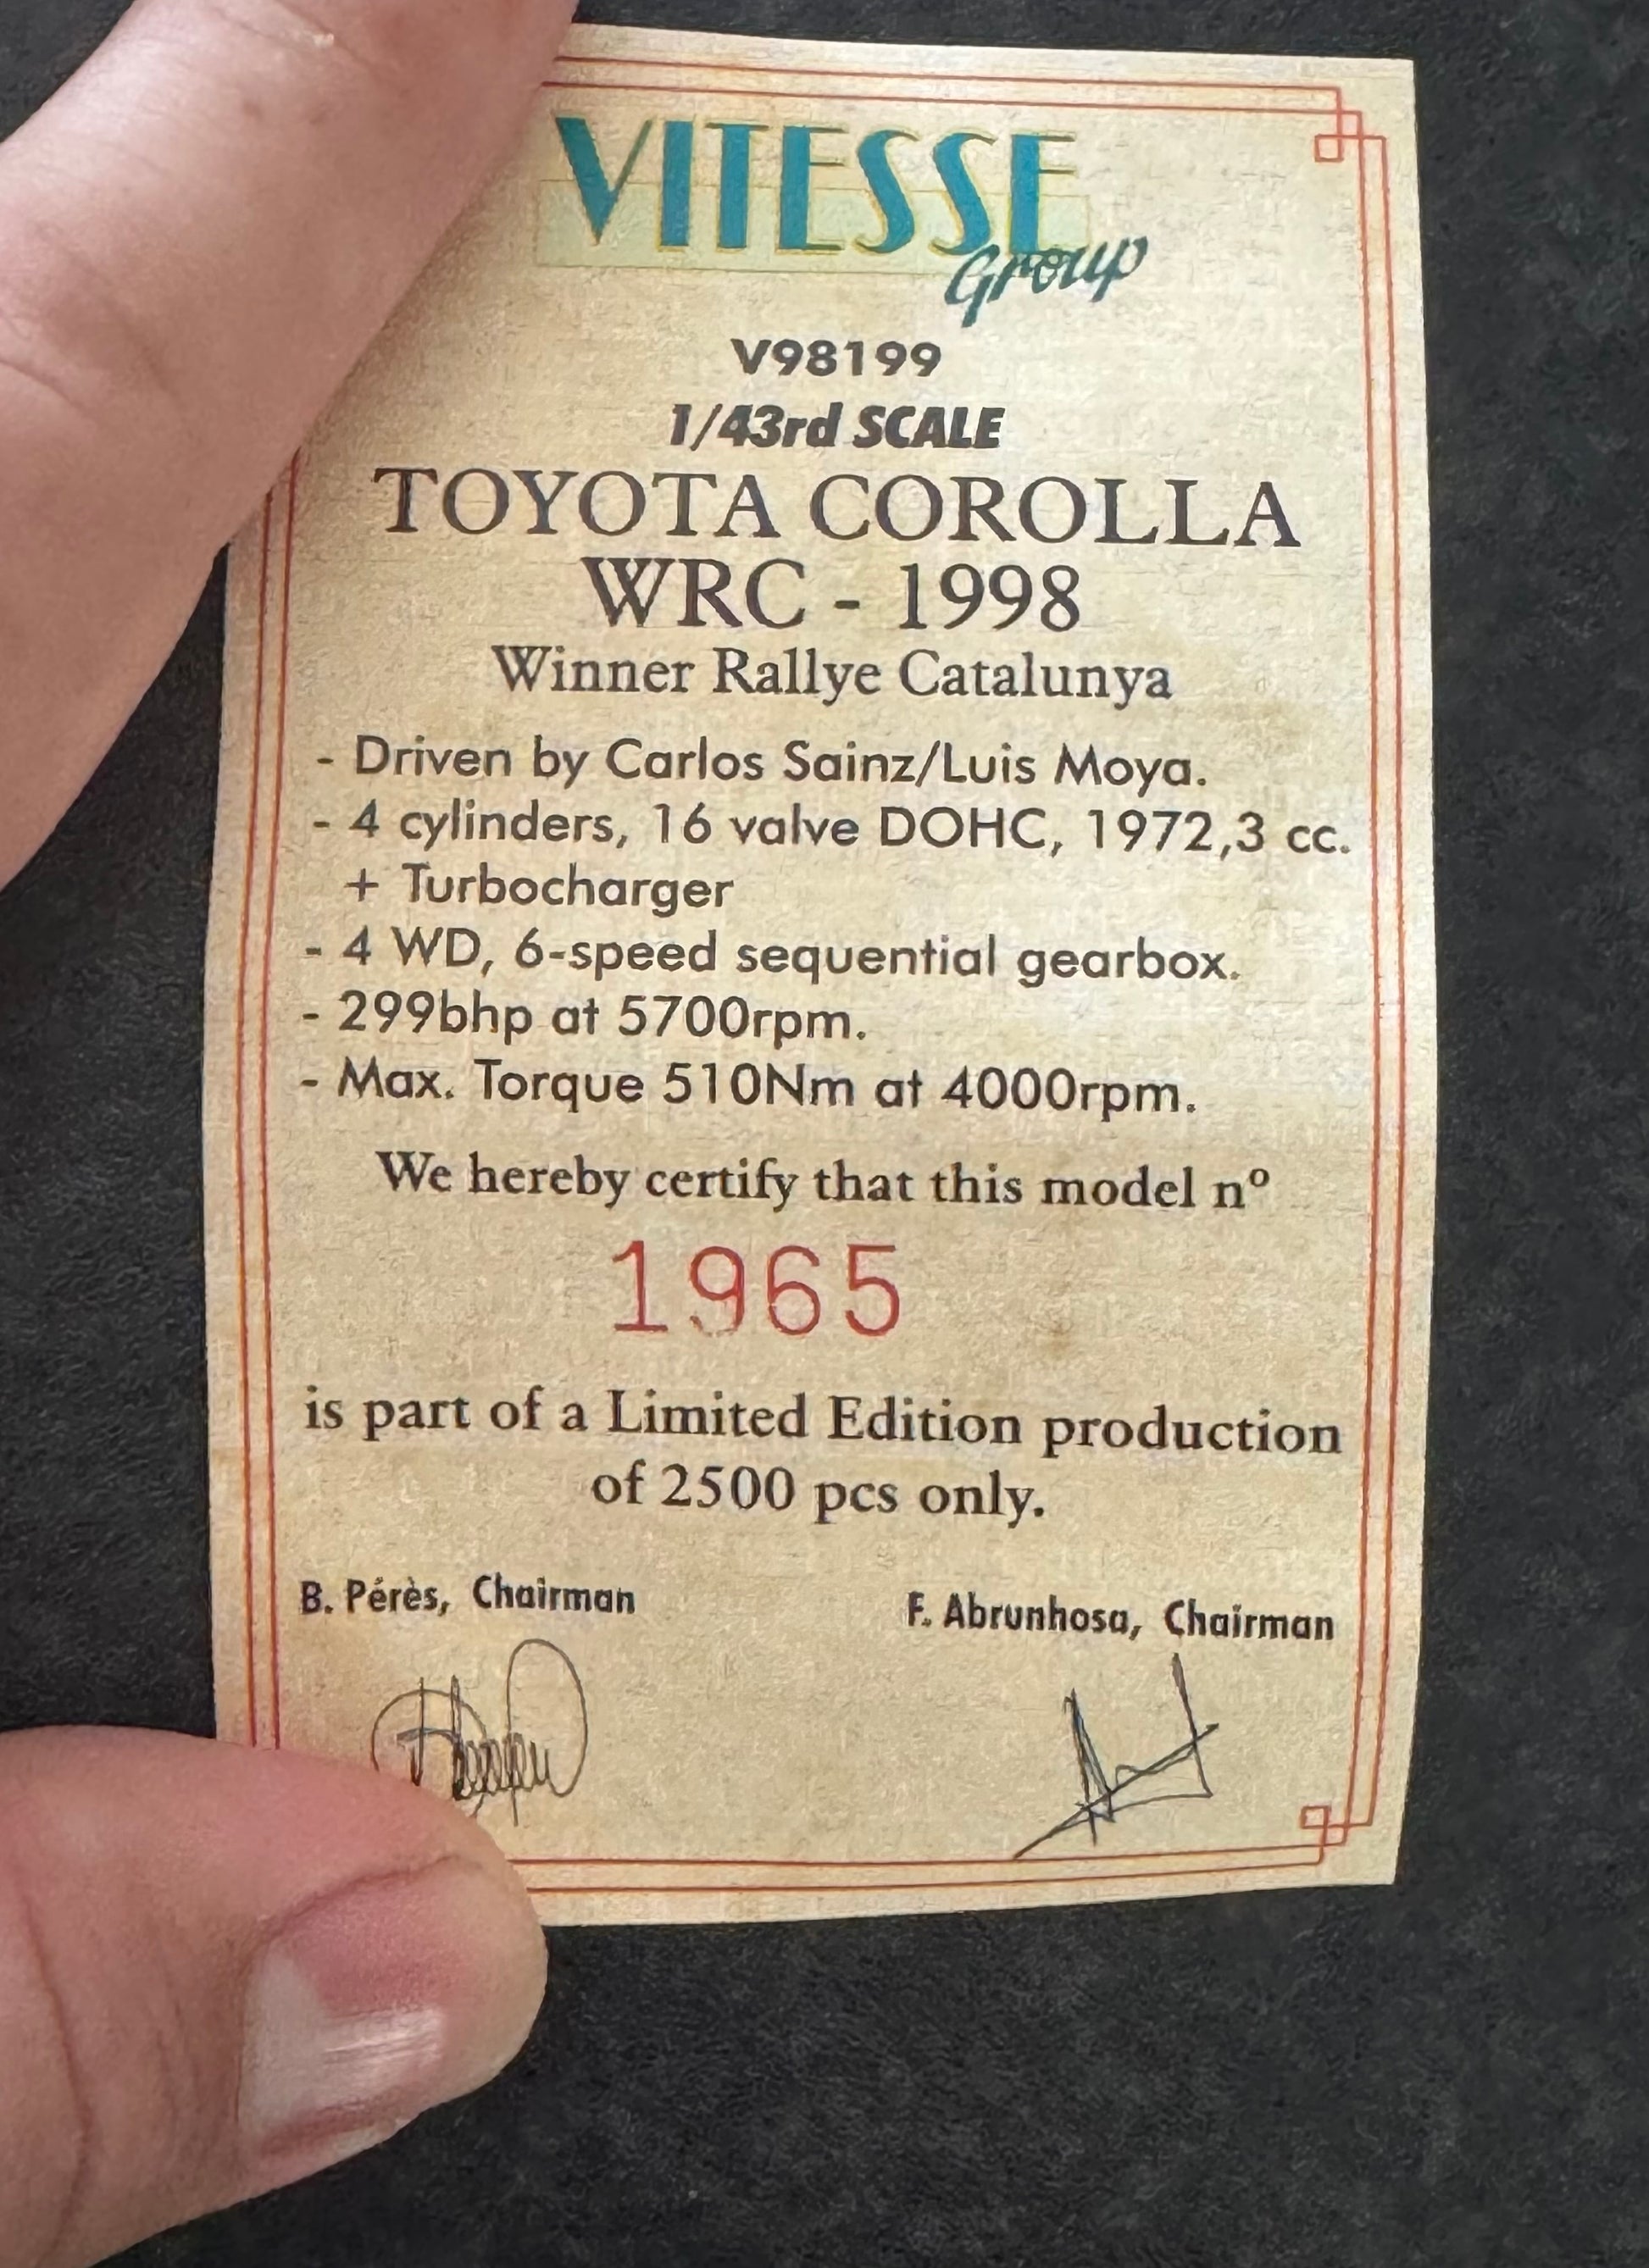 VITESSE
Group
V98199
1/43rd SCALE
TOYOTA COROLLA
WRC - 1998
Winner Rallye Catalunya
- Driven by Carlos Sainz/Luis Moya.
- 4 cylinders, 16 valve DOHC, 1972,3 cc.
+ Turbocharger
- 4 WD, 6-speed sequential gearbox.
- 299bhp at 5700rpm.
- Max. Torque 510Nm at 4000rpm.
We hereby certify that this model nº
1965
is part of a Limited Edition production
of 2500 pcs only.
B. Pérès, Chairman F. Abrunhosa, Chairman